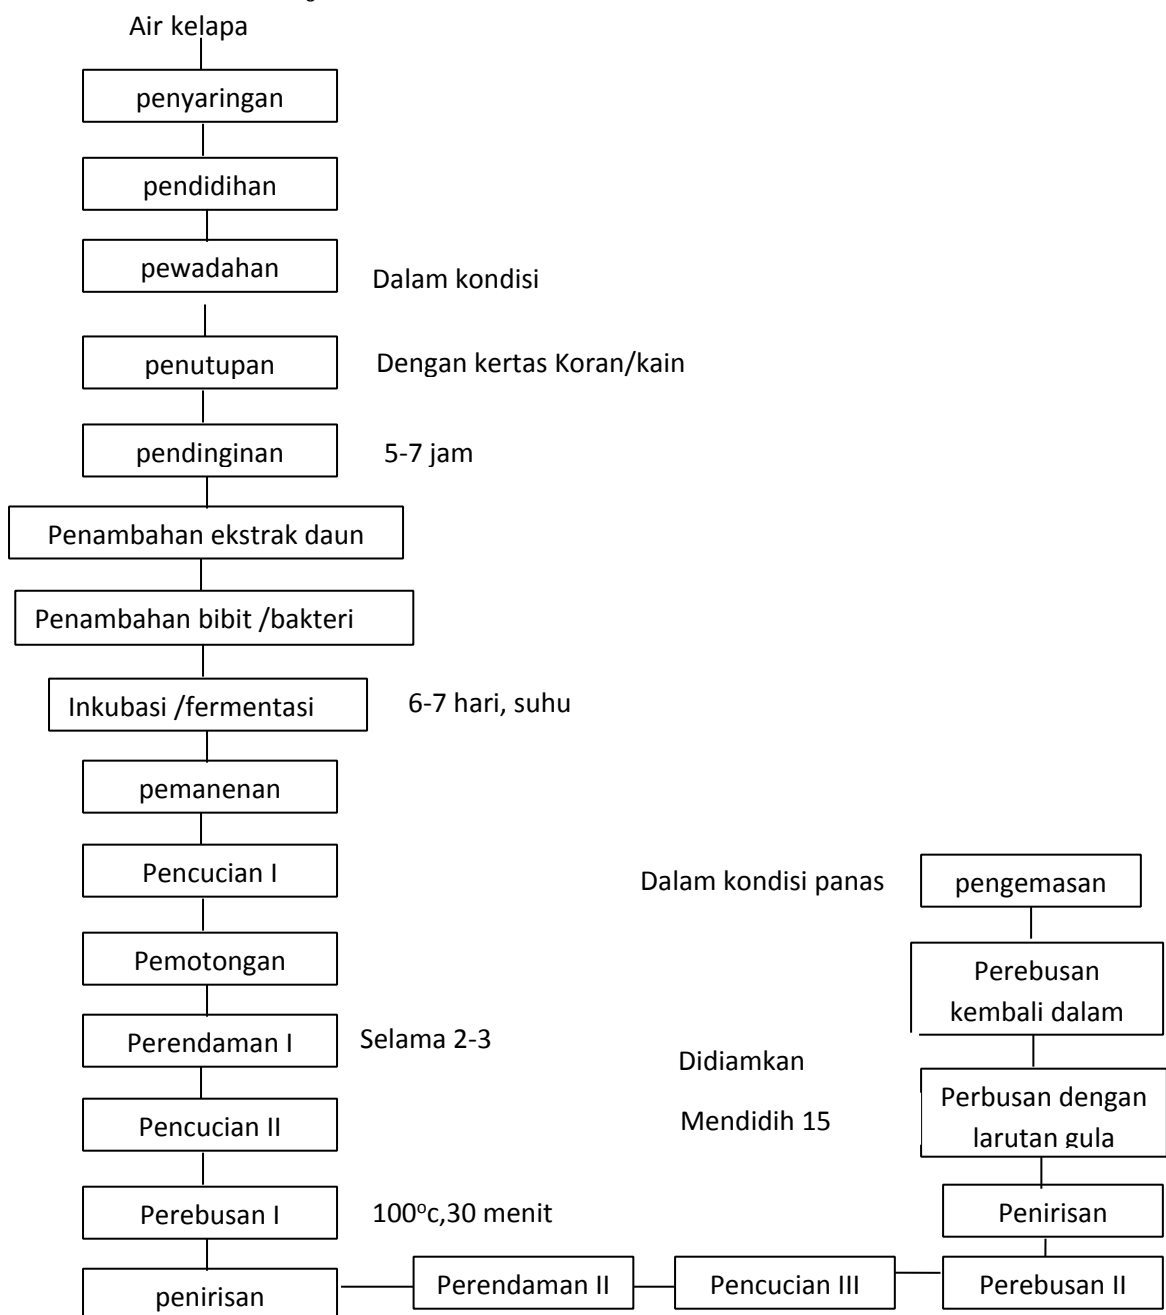 Air kelapa
penyaringan
pendidihan
pewadahan
Dalam kondisi
penutupan
Dengan kertas Koran/kain
pendinginan
5-7 jam
Penambahan ekstrak daun
Penambahan bibit /bakteri
Inkubasi /fermentasi
6-7 hari, suhu
pemanenan
Pencucian I
Pemotongan
Perendaman I
Selama 2-3
Pencucian II
Perebusan I
100°c,30 menit
penirisan
Perendaman II
Pencucian III
Perebusan II
Penirisan
Perbusan dengan
larutan gula
Didiamkan
Mendidih 15
Perebusan
kembali dalam
pengemasan
Dalam kondisi panas